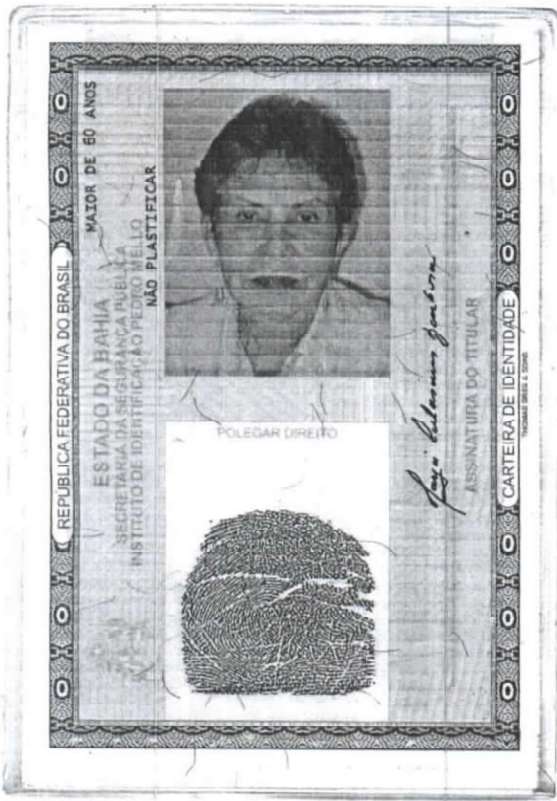 REPÚBLICA FEDERATIVA DO BRASIL
MAIOR DE 60 ANOS
ESTADO DA BAHIA
SECRETARIA DA SEGURANÇA PÚBLICA
INSTITUTO DE IDENTIFICAÇÃO PEDRO MELLO
NÃO PLASTIFICAR
POLEGAR DIREITO
ASSINATURA DO TITULAR
CARTEIRA DE IDENTIDADE
THOMAS GREG & SONS